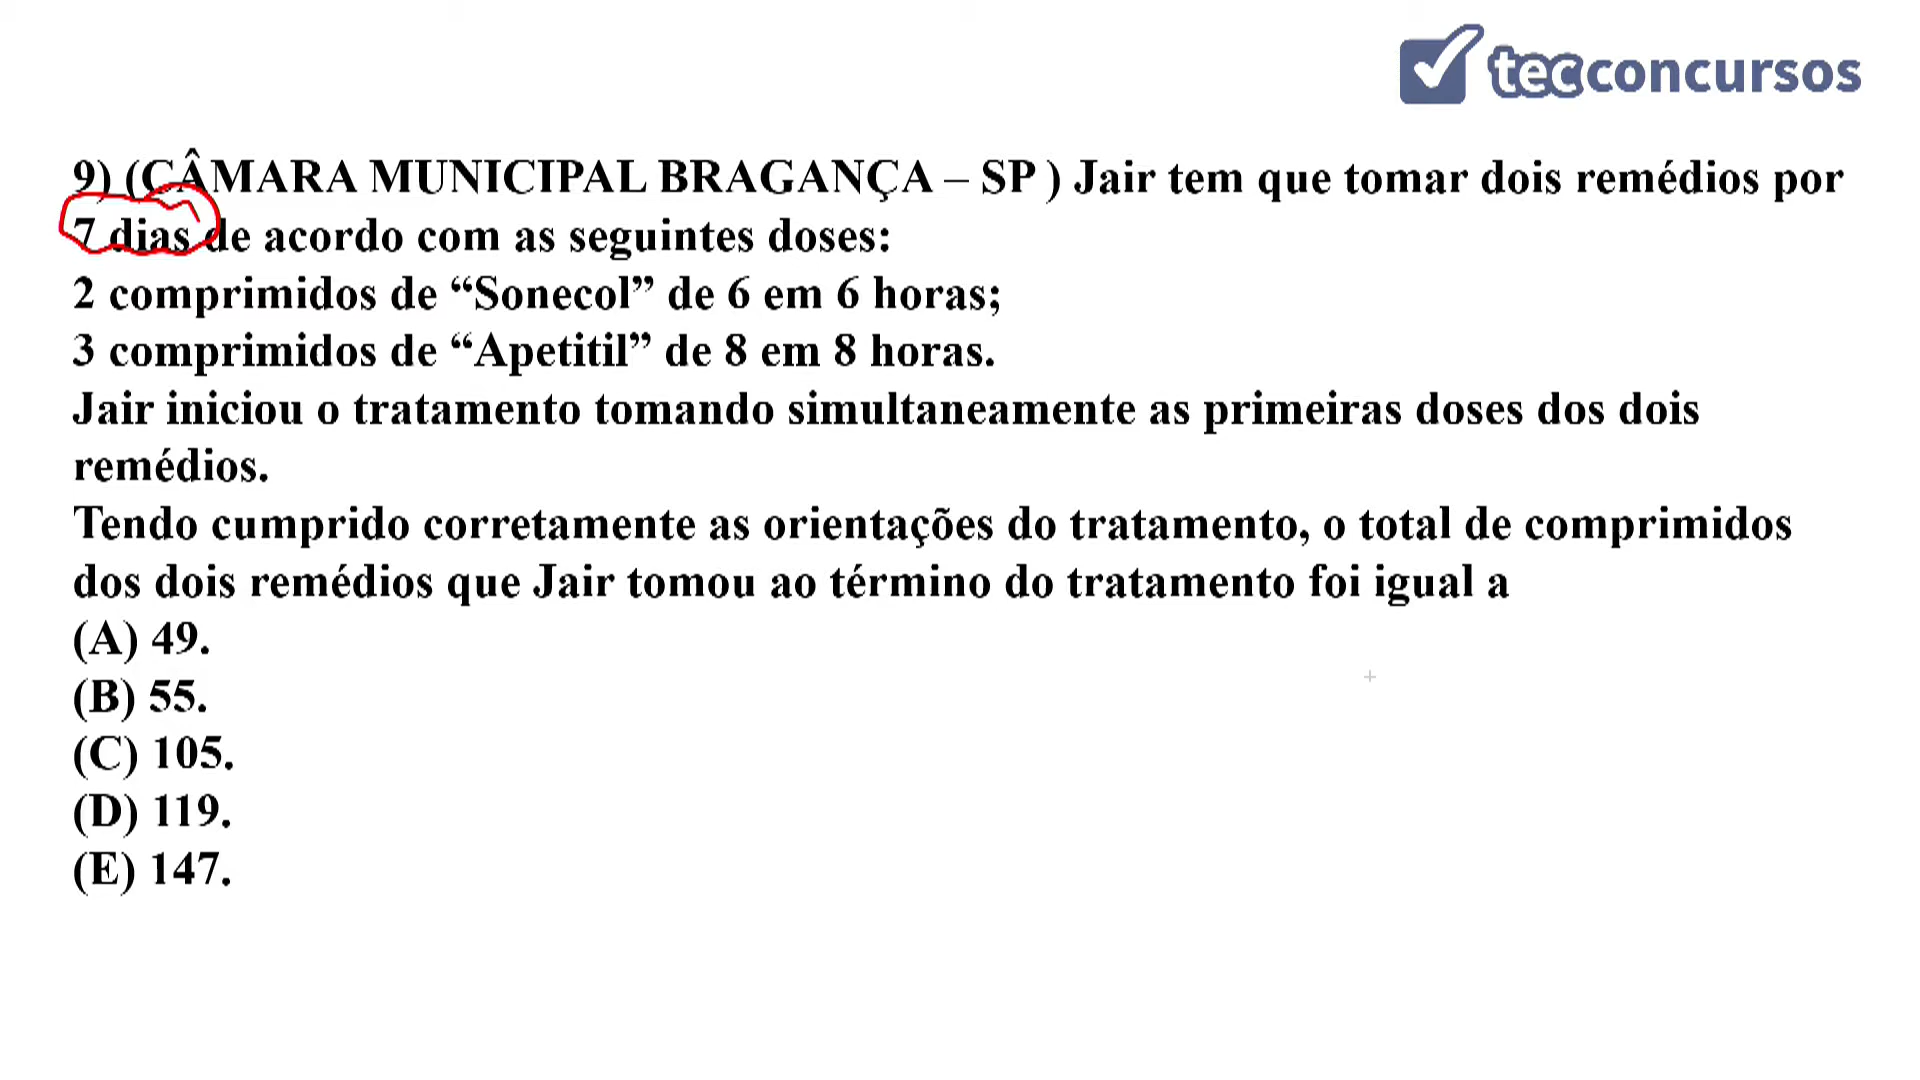 tecconcursos
9) (CÂMARA MUNICIPAL BRAGANÇA – SP ) Jair tem que tomar dois remédios por
7 dias de acordo com as seguintes doses:
2 comprimidos de “Sonecol” de 6 em 6 horas;
3 comprimidos de “Apetitil” de 8 em 8 horas.
Jair iniciou o tratamento tomando simultaneamente as primeiras doses dos dois
remédios.
Tendo cumprido corretamente as orientações do tratamento, o total de comprimidos
dos dois remédios que Jair tomou ao término do tratamento foi igual a
(A) 49.
(B) 55.
(C) 105.
(D) 119.
(E) 147.